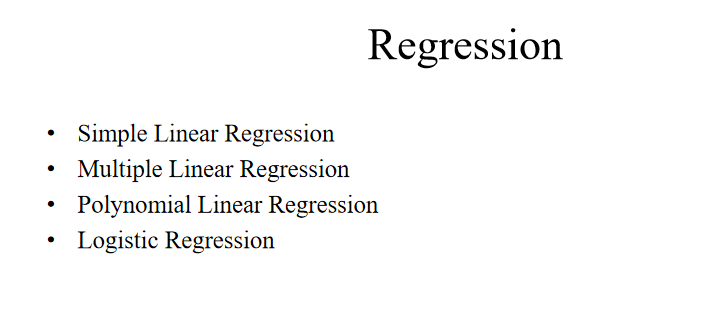 Regression
• Simple Linear Regression
• Multiple Linear Regression
• Polynomial Linear Regression
• Logistic Regression